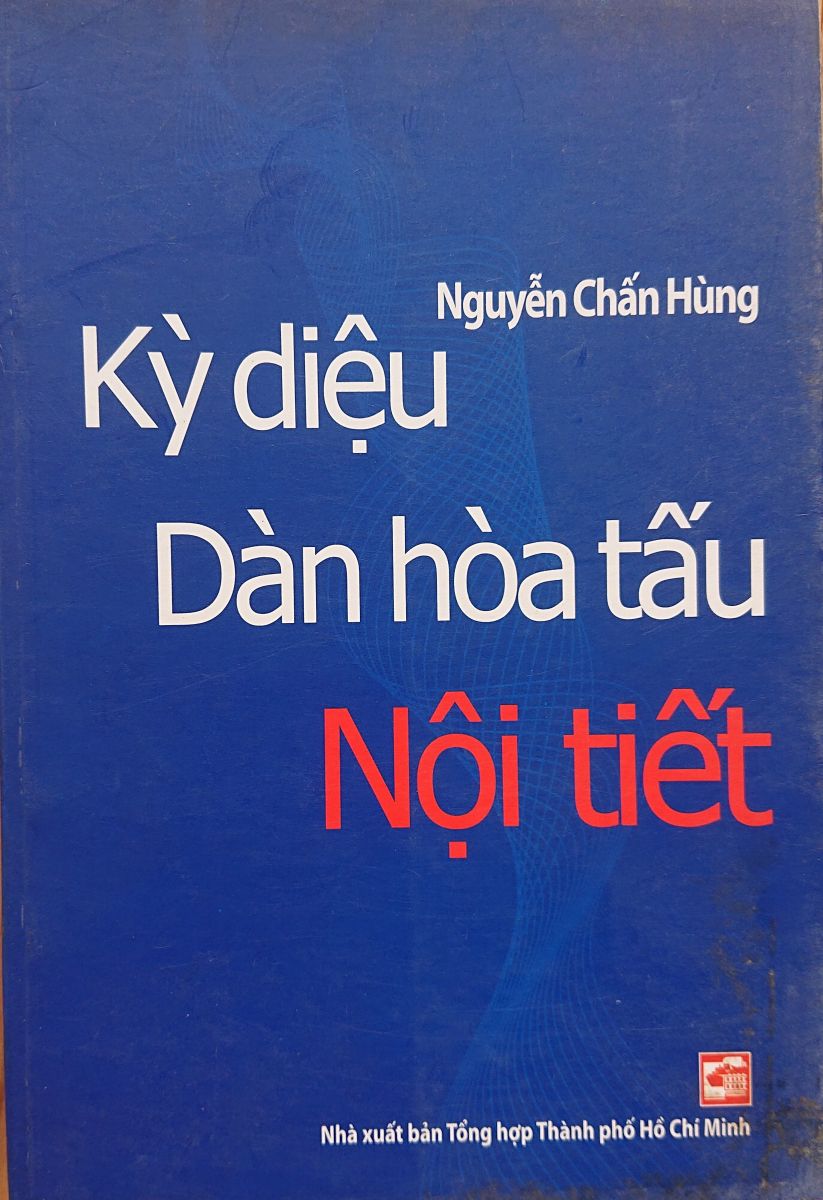 Nguyễn Chấn Hùng
Kỳ diệu
Dàn hòa tấu
Nội tiết
Nhà xuất bản Tổng hợp Thành phố Hồ Chí Minh